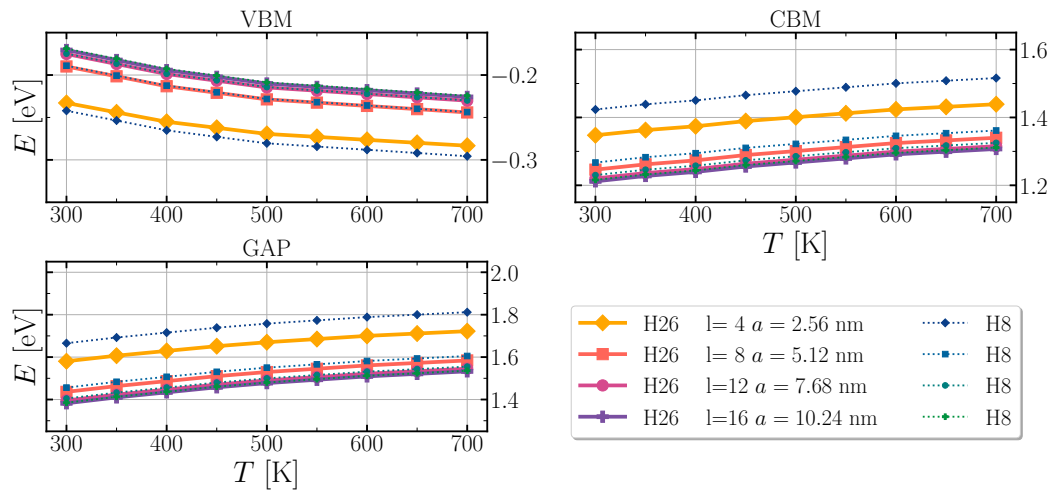 VBM
E [eV]
−0.2
−0.3
300 400 500 600 700
CBM
1.6
1.4
1.2
300 400 500 600 700
T [K]
GAP
E [eV]
2.0
1.8
1.6
1.4
300 400 500 600 700
T [K]
H26 l= 4 a = 2.56 nm H8
H26 l= 8 a = 5.12 nm H8
H26 l=12 a = 7.68 nm H8
H26 l=16 a = 10.24 nm H8